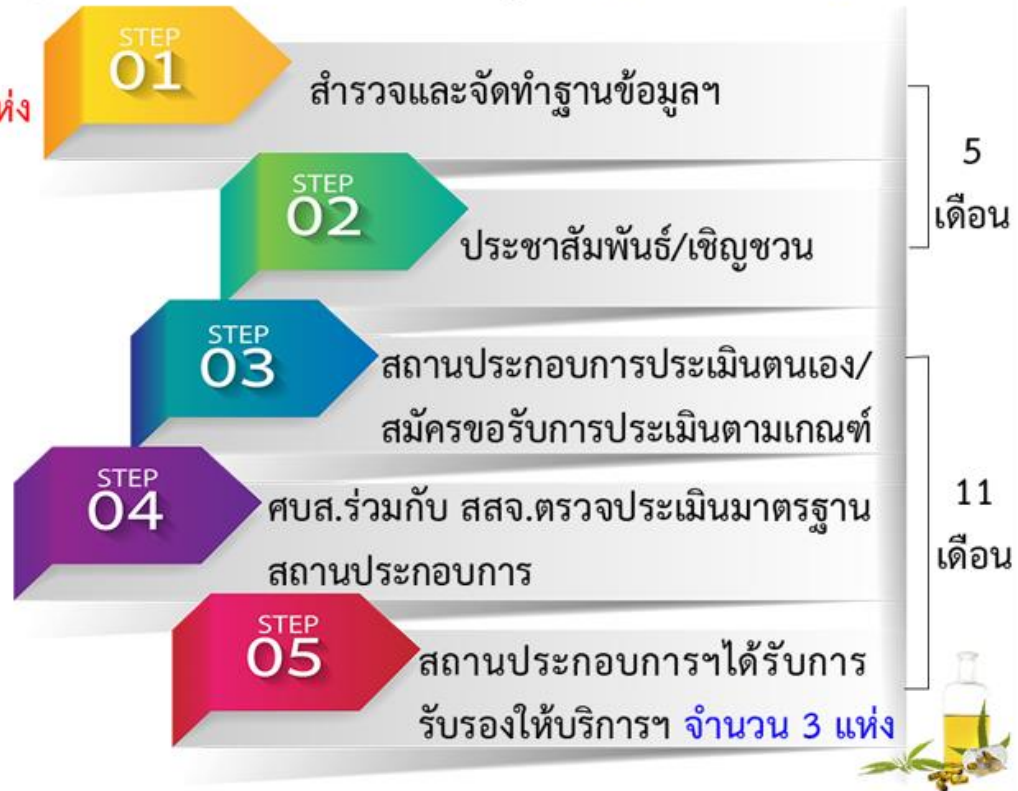 STEP
01
สำรวจและจัดทำฐานข้อมูลฯ
STEP
02
ประชาสัมพันธ์/เชิญชวน
5
เดือน
STEP
03
สถานประกอบการประเมินตนเอง/
สมัครขอรับการประเมินตามเกณฑ์
STEP
04
ศบส.ร่วมกับ สสจ.ตรวจประเมินมาตรฐาน
สถานประกอบการ
STEP
05
สถานประกอบการฯได้รับการ
รับรองให้บริการฯ จำนวน 3 แห่ง
11
เดือน